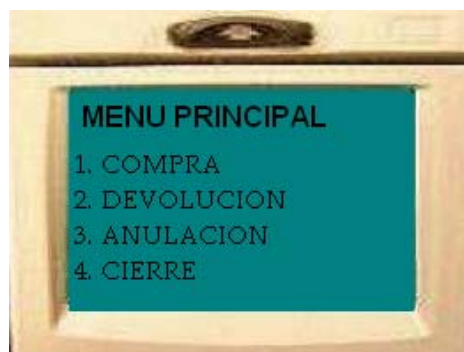 MENU PRINCIPAL
1. COMPRA
2. DEVOLUCION
3. ANULACION
4. CIERRE